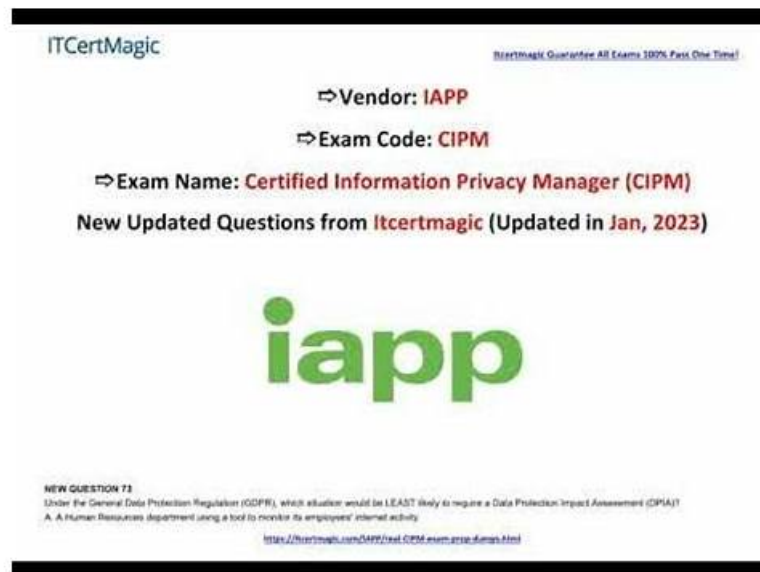 ITCertMagic
Itcertmagic Guarantee All Exams 100% Pass One Time!
⇨Vendor: IAPP
⇨Exam Code: CIPM
⇨Exam Name: Certified Information Privacy Manager (CIPM)
New Updated Questions from Itcertmagic (Updated in Jan, 2023)
iapp
NEW QUESTION 73
Under the General Data Protection Regulation (GDPR), which situation would be LEAST likely to require a Data Protection Impact Assessment (DPIA)?
A. A Human Resources department using a tool to monitor its employees' internet activity
https://itcertmagic.com/IAPP/real-CIPM-exam-prep-dumps.html